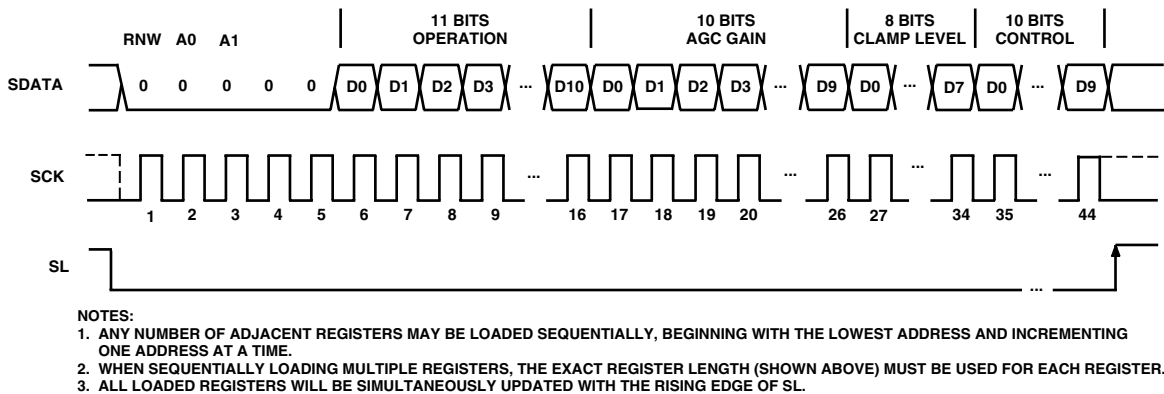 11 BITS
OPERATION
10 BITS
AGC GAIN
8 BITS
CLAMP LEVEL
10 BITS
CONTROL
RNW A0 A1
SDATA 0 0 0 0 0 D0 D1 D2 D3 ... D10 D0 D1 D2 D3 ... D9 D0 ... D7 D0 ... D9
SCK ... ... ... ...
1 2 3 4 5 6 7 8 9 16 17 18 19 20 26 27 34 35 44
SL ...
NOTES:
1. ANY NUMBER OF ADJACENT REGISTERS MAY BE LOADED SEQUENTIALLY, BEGINNING WITH THE LOWEST ADDRESS AND INCREMENTING
ONE ADDRESS AT A TIME.
2. WHEN SEQUENTIALLY LOADING MULTIPLE REGISTERS, THE EXACT REGISTER LENGTH (SHOWN ABOVE) MUST BE USED FOR EACH REGISTER.
3. ALL LOADED REGISTERS WILL BE SIMULTANEOUSLY UPDATED WITH THE RISING EDGE OF SL.